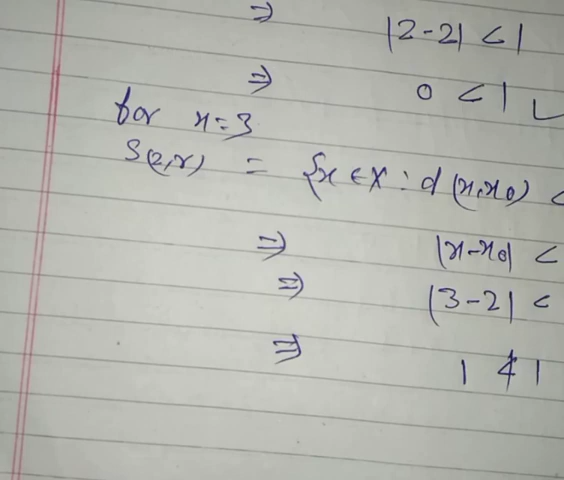 ⇒ |2-2| < 1
⇒ 0 < 1 ✓
for x=3
S(2,r) = {x ∈ X : d(x,x₀) <
⇒ |x-x₀| <
⇒ |3-2| <
⇒ 1 ≮ 1